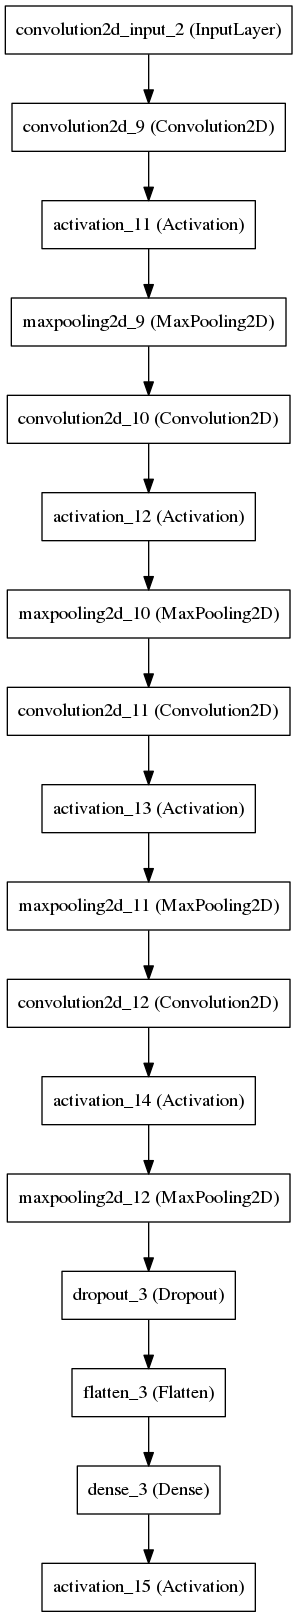 convolution2d_input_2 (InputLayer)
convolution2d_9 (Convolution2D)
activation_11 (Activation)
maxpooling2d_9 (MaxPooling2D)
convolution2d_10 (Convolution2D)
activation_12 (Activation)
maxpooling2d_10 (MaxPooling2D)
convolution2d_11 (Convolution2D)
activation_13 (Activation)
maxpooling2d_11 (MaxPooling2D)
convolution2d_12 (Convolution2D)
activation_14 (Activation)
maxpooling2d_12 (MaxPooling2D)
dropout_3 (Dropout)
flatten_3 (Flatten)
dense_3 (Dense)
activation_15 (Activation)